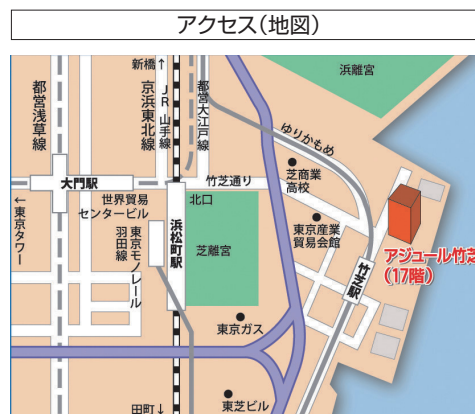 アクセス（地図）
新橋↑
浜離宮
都営浅草線
京浜東北線
JR 山手線
都営大江戸線
ゆりかもめ
芝商業
高校
大門駅
竹芝通り
世界貿易
センタービル
北口
←東京タワー
浜松町駅
東京モノレール
羽田線
芝離宮
東京産業
貿易会館
竹芝駅
アジュール竹芝
(17階)
東京ガス
東芝ビル
田町↓